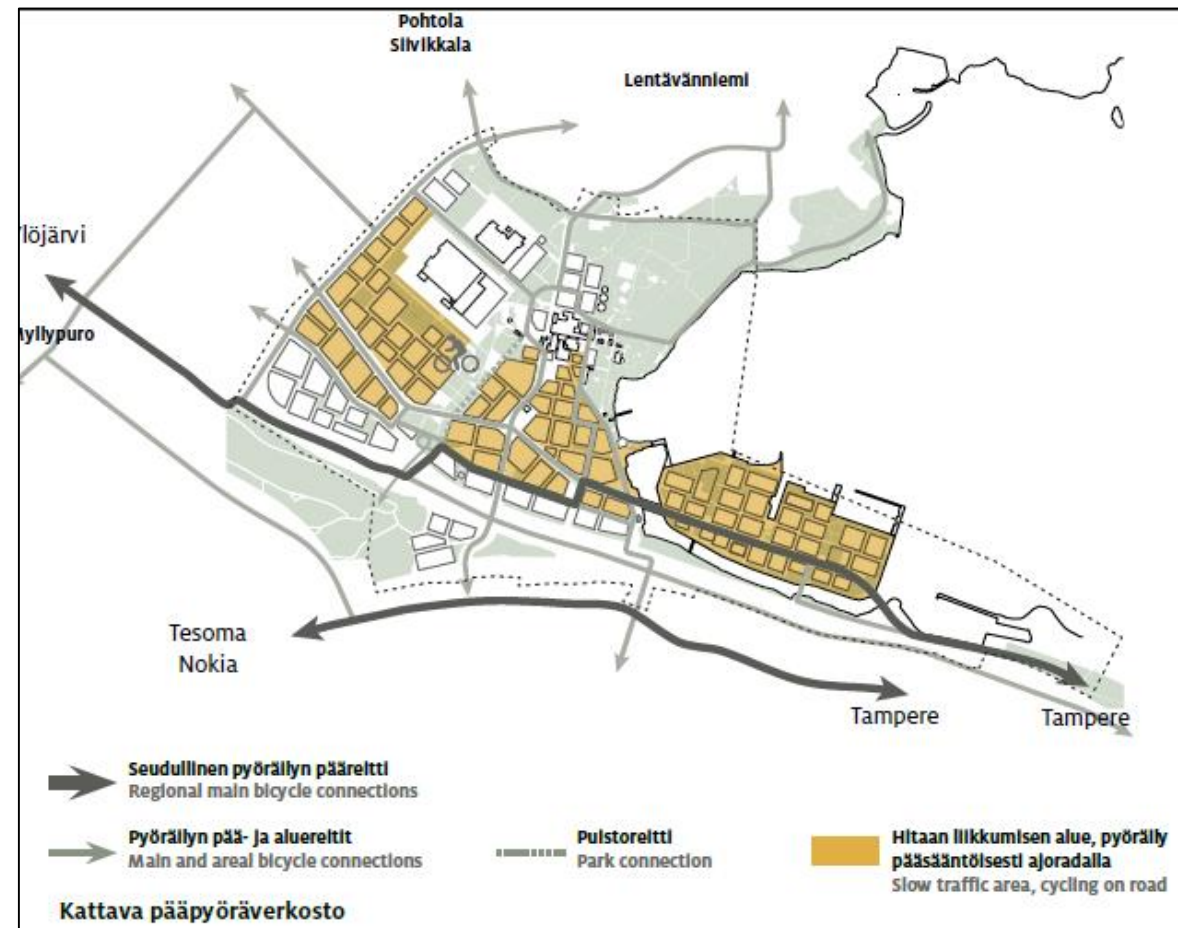 Pohtola
Siivikkala
Lentävänniemi
löjärvi
yllypuro
Tesoma
Nokia
Tampere
Tampere
Seudullinen pyöräilyn pääreitti
Regional main bicycle connections
Pyöräilyn pää- ja aluereitit
Main and areal bicycle connections
Puistoreitti
Park connection
Hitaan liikkumisen alue, pyöräily
pääsääntöisesti ajoradalla
Slow traffic area, cycling on road
Kattava pääpyöräverkosto